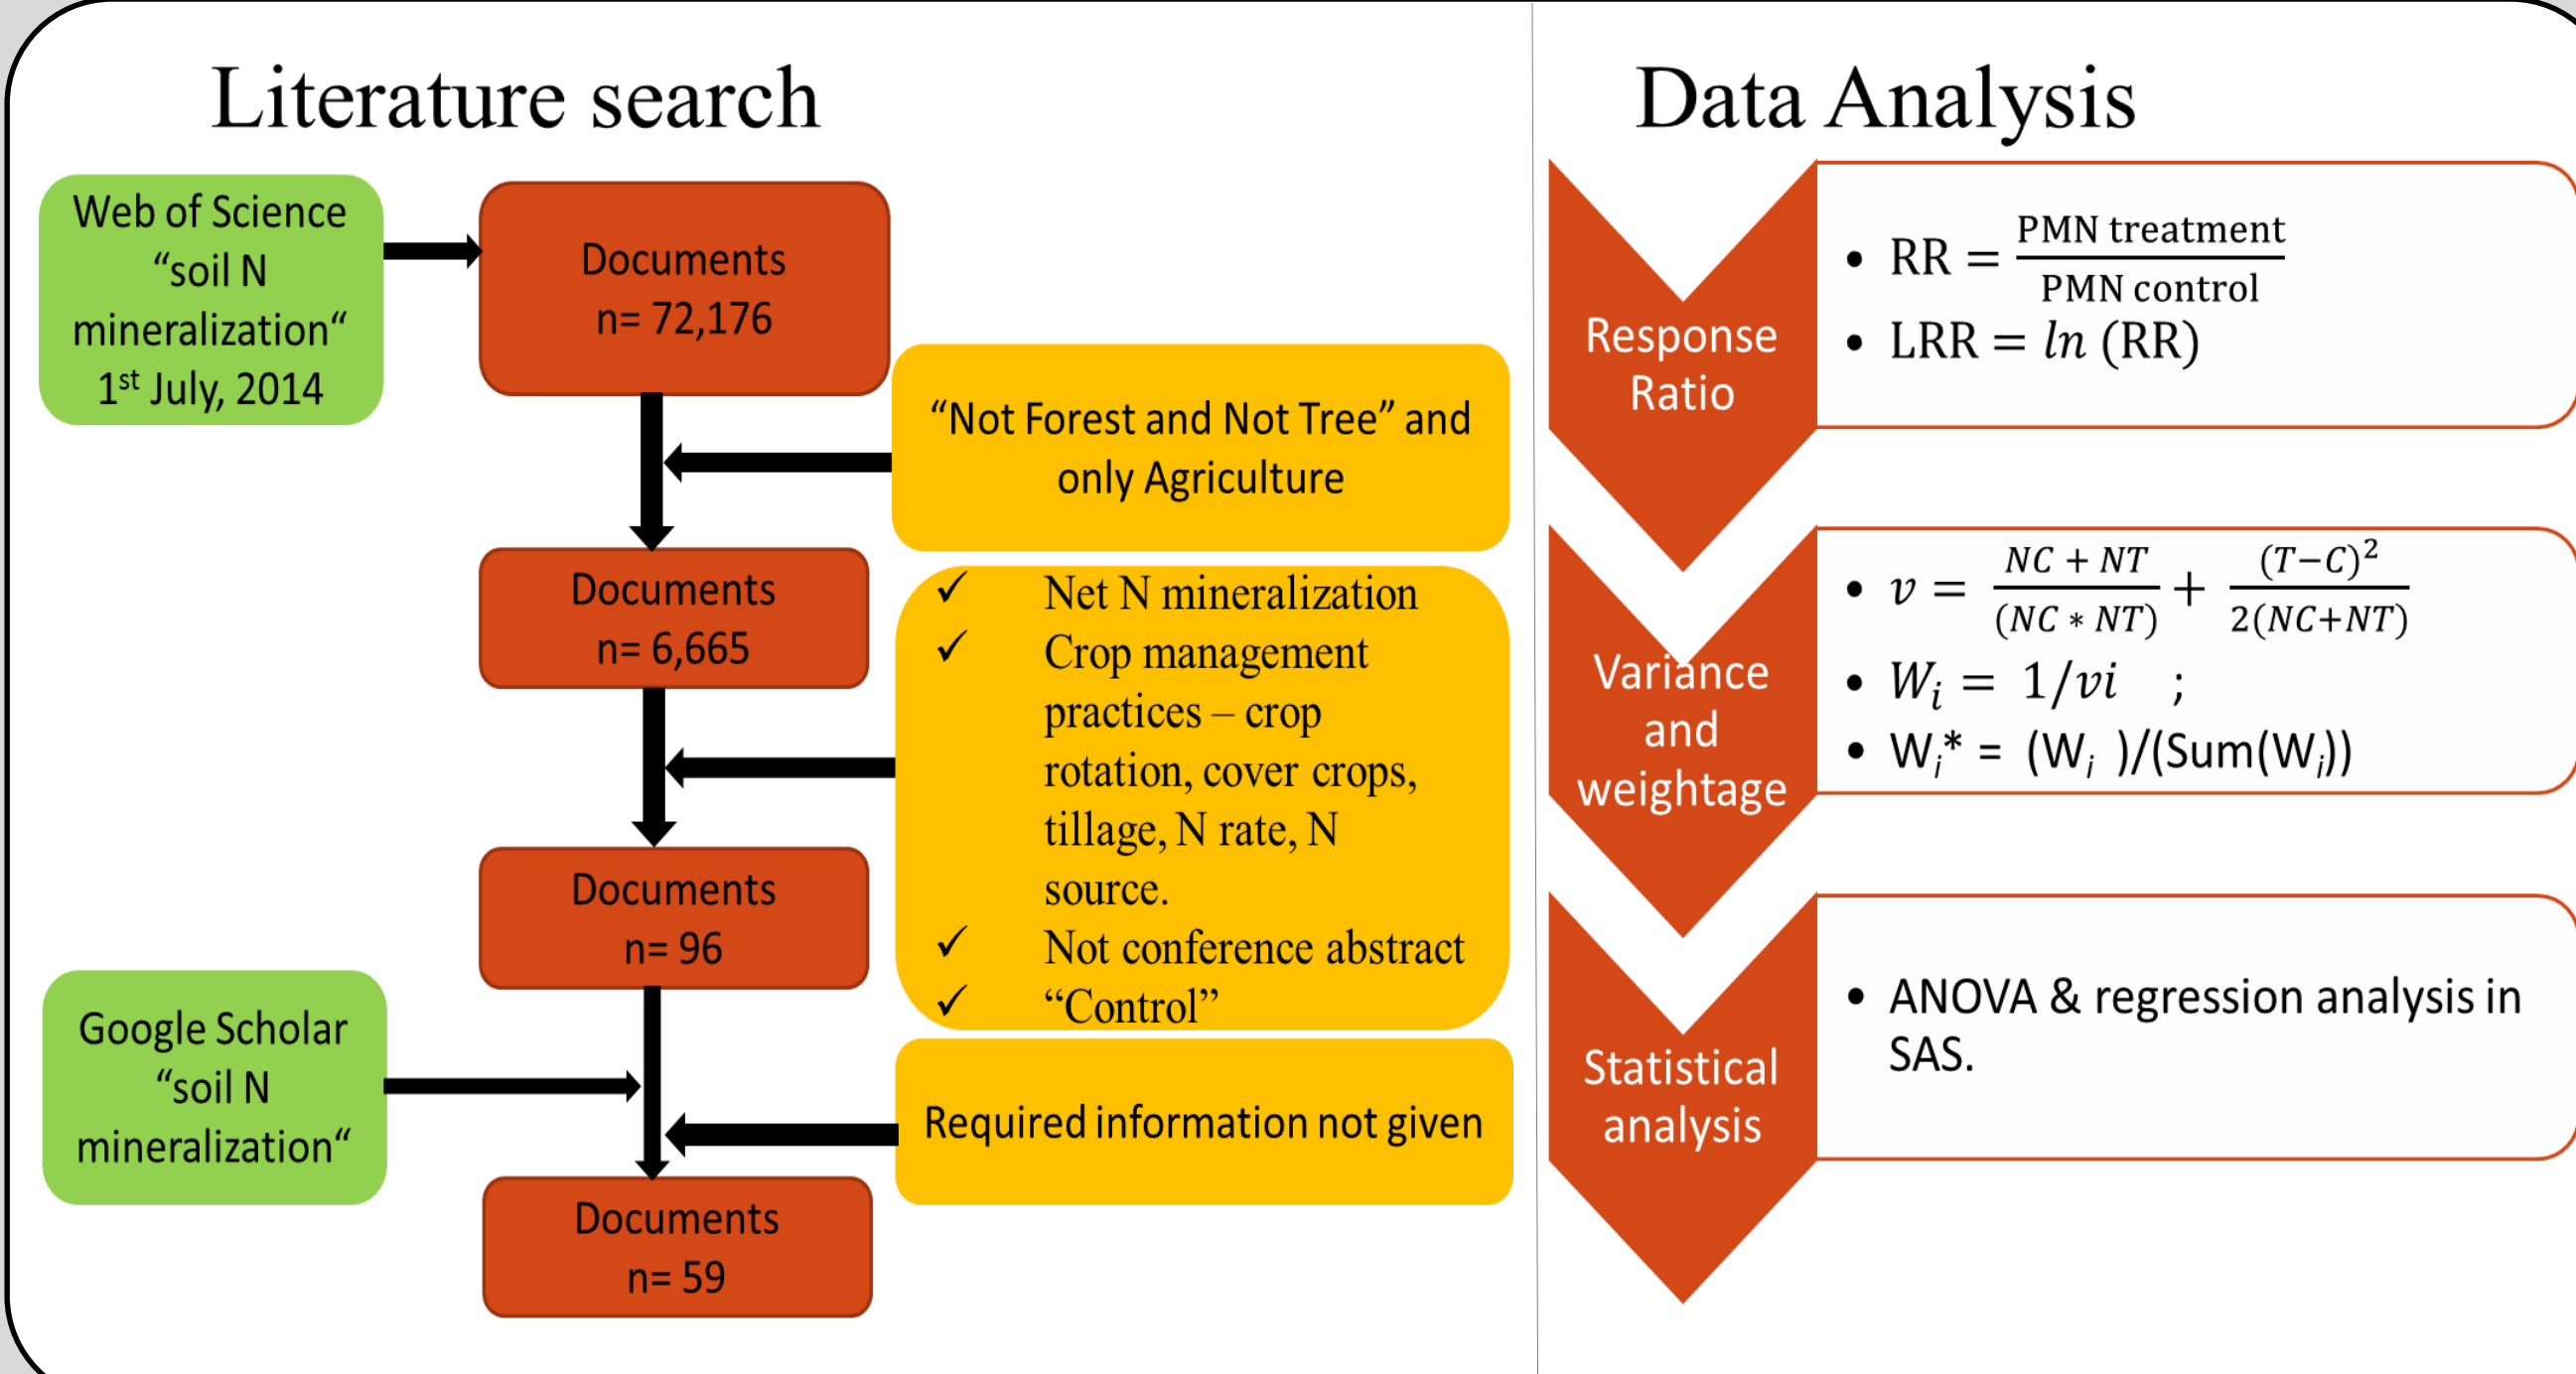 Literature search
Web of Science
“soil N
mineralization“
1st July, 2014
Documents
n= 72,176
“Not Forest and Not Tree” and
only Agriculture
Documents
n= 6,665
✓ Net N mineralization
✓ Crop management
practices – crop
rotation, cover crops,
tillage, N rate, N
source.
✓ Not conference abstract
✓ “Control”
Documents
n= 96
Google Scholar
“soil N
mineralization“
Required information not given
Documents
n= 59
Data Analysis
Response
Ratio
• RR = PMN treatment / PMN control
• LRR = ln (RR)
Variance
and
weightage
• v = NC + NT / (NC * NT) + (T−C)² / 2(NC+NT)
• Wi = 1/vi ;
• Wi* = (Wi )/(Sum(Wi))
Statistical
analysis
• ANOVA & regression analysis in
SAS.